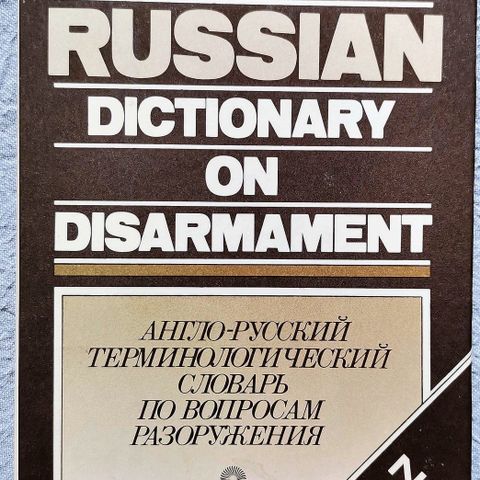 RUSSIAN
DICTIONARY
ON
DISARMAMENT
АНГЛО-РУССКИЙ
ТЕРМИНОЛОГИЧЕСКИЙ
СЛОВАРЬ
ПО ВОПРОСАМ
РАЗОРУЖЕНИЯ